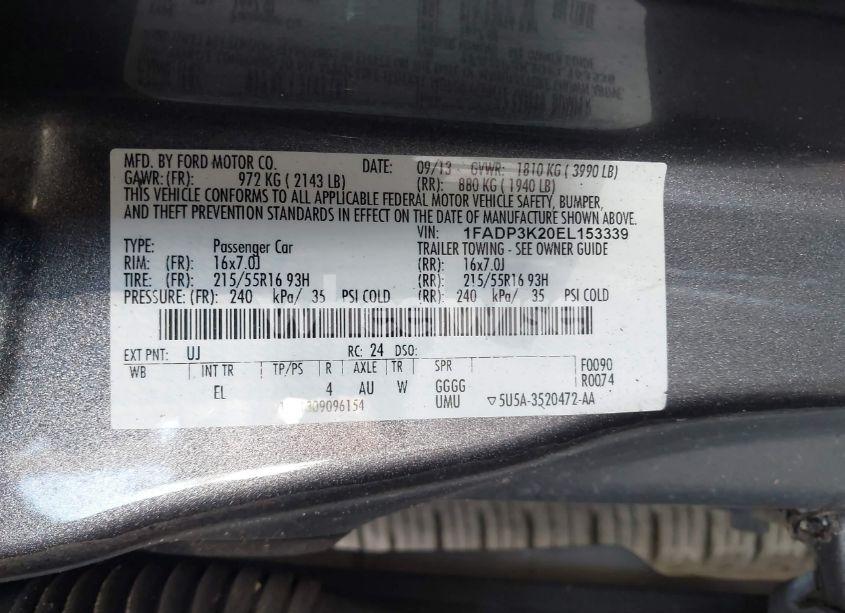 MFD. BY FORD MOTOR CO. DATE: 09/13 GVWR: 1810 KG ( 3990 LB)
GAWR: (FR): 972 KG ( 2143 LB) (RR): 880 KG ( 1940 LB)
THIS VEHICLE CONFORMS TO ALL APPLICABLE FEDERAL MOTOR VEHICLE SAFETY, BUMPER,
AND THEFT PREVENTION STANDARDS IN EFFECT ON THE DATE OF MANUFACTURE SHOWN ABOVE.
VIN: 1FADP3K20EL153339
TYPE: Passenger Car TRAILER TOWING - SEE OWNER GUIDE
RIM: (FR): 16x7.0J (RR): 16x7.0J
TIRE: (FR): 215/55R16 93H (RR): 215/55R16 93H
PRESSURE: (FR): 240 kPa/ 35 PSI COLD (RR): 240 kPa/ 35 PSI COLD
EXT PNT: UJ RC: 24 DSO:
WB INT TR TP/PS R AXLE TR SPR F0090
EL 4 AU W GGGG R0074
309096154 UMU ▽5U5A-3520472-AA